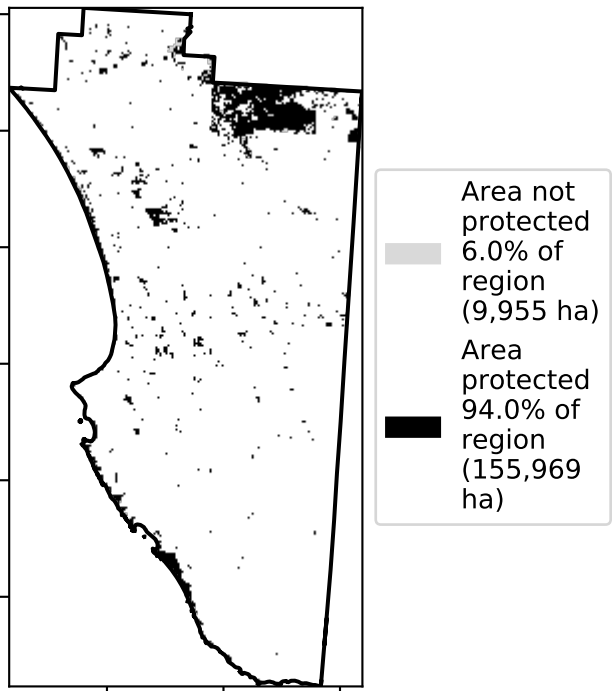 Area not
protected
6.0% of
region
(9,955 ha)
Area
protected
94.0% of
region
(155,969
ha)